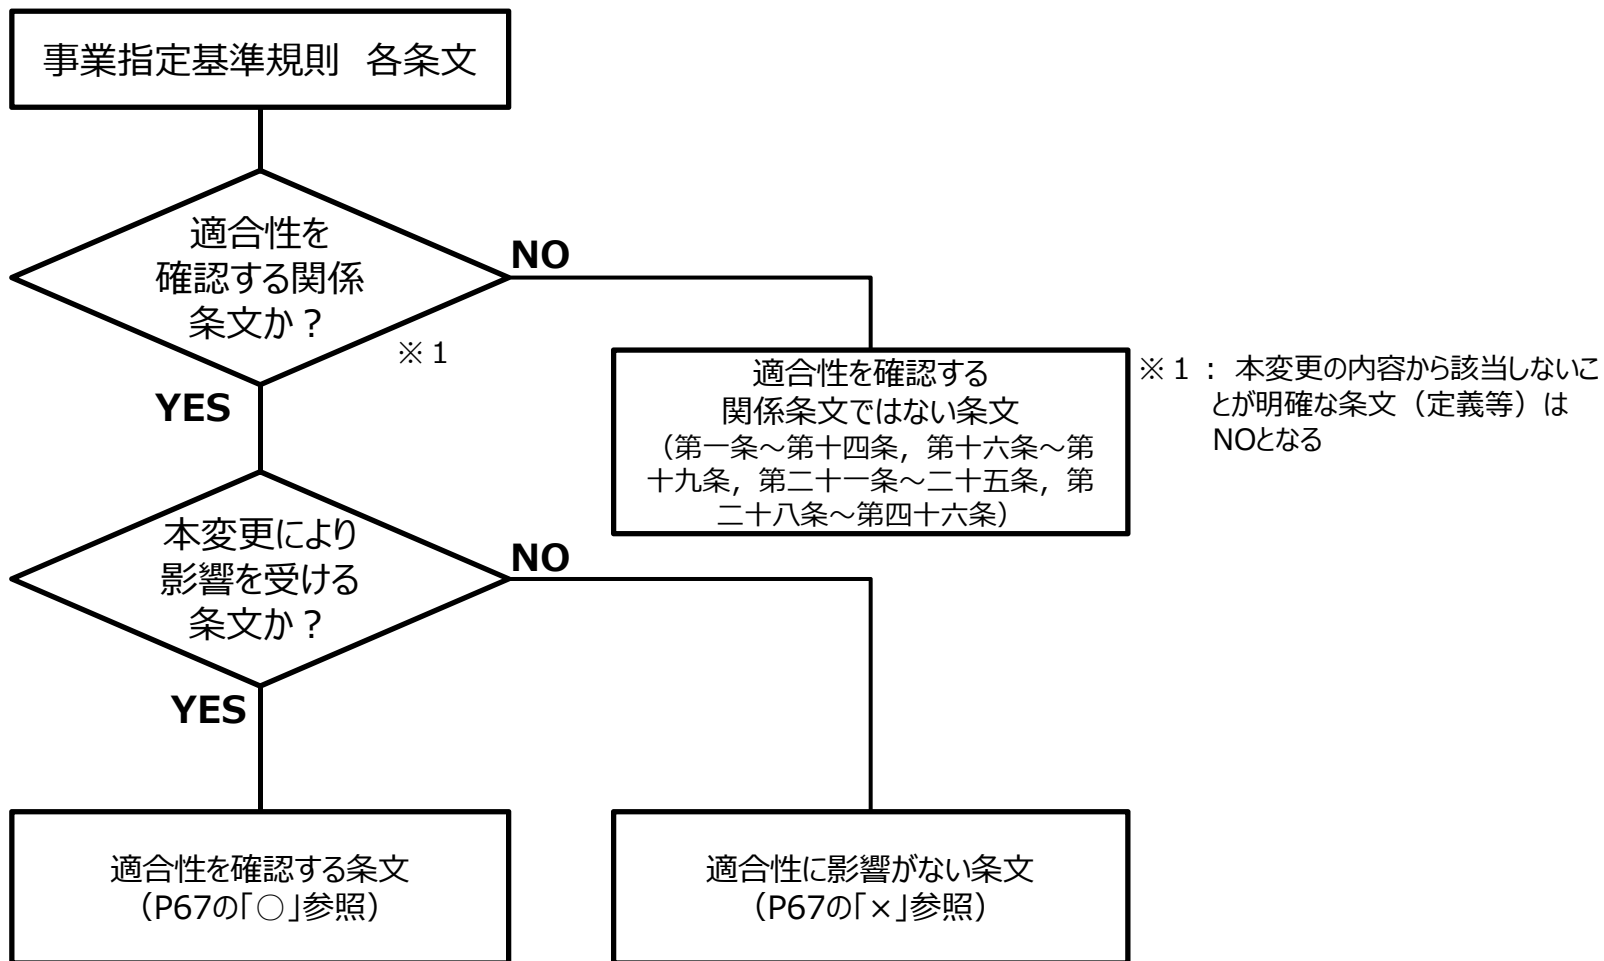 事業指定基準規則　各条文
適合性を
確認する関係
条文か？
NO
※１
YES
適合性を確認する
関係条文ではない条文
（第一条～第十四条，第十六条～第
十九条，第二十一条～二十五条，第
二十八条～第四十六条）
※１：本変更の内容から該当しないこ
とが明確な条文（定義等）は
NOとなる
本変更により
影響を受ける
条文か？
NO
YES
適合性を確認する条文
（P67の「○」参照）
適合性に影響がない条文
（P67の「×」参照）